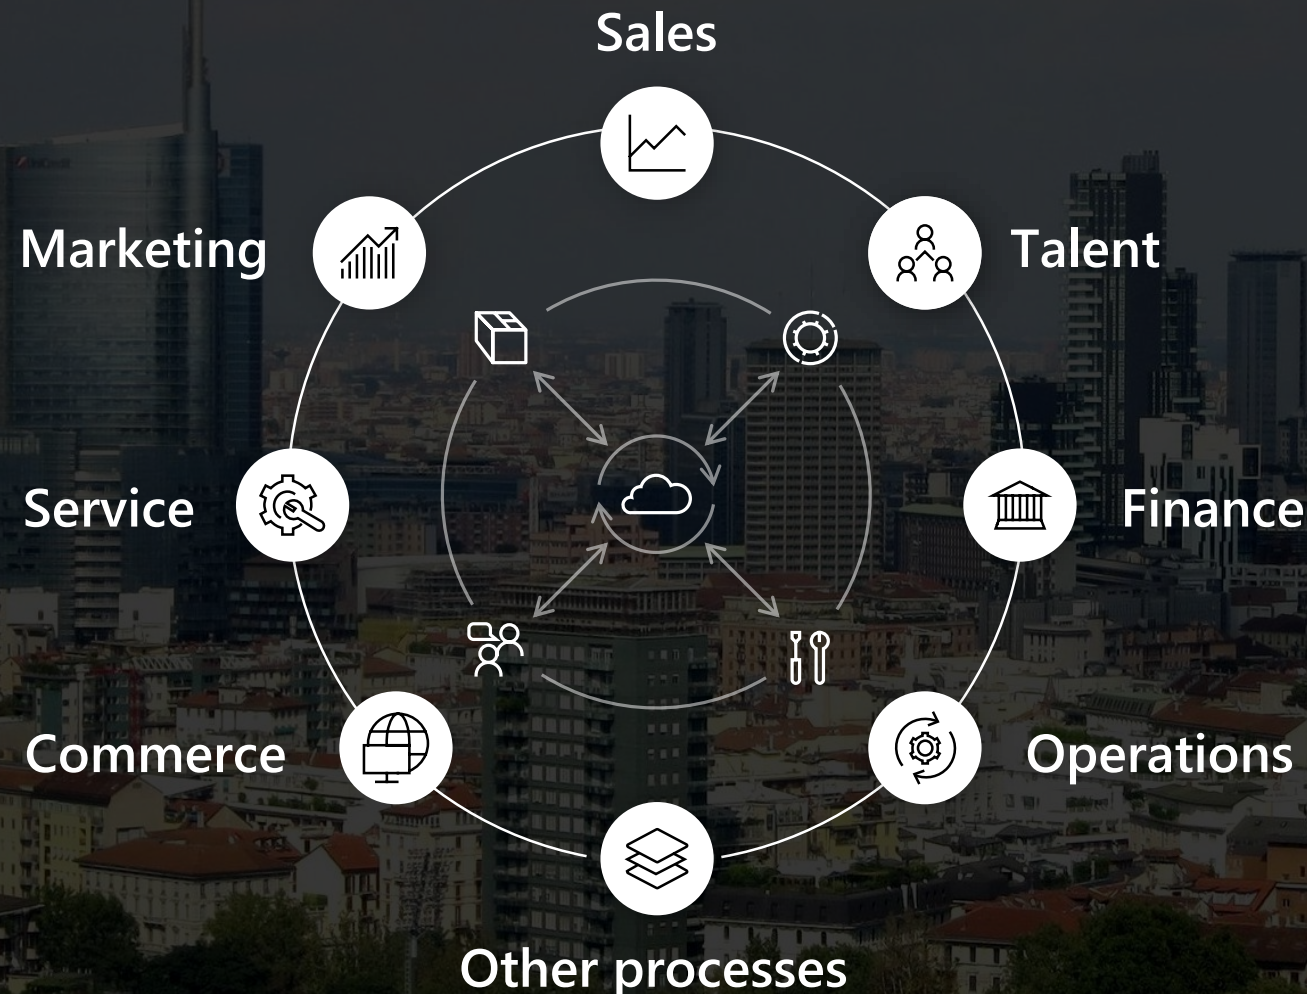 Sales
Marketing
Talent
Service
Finance
Commerce
Operations
Other processes